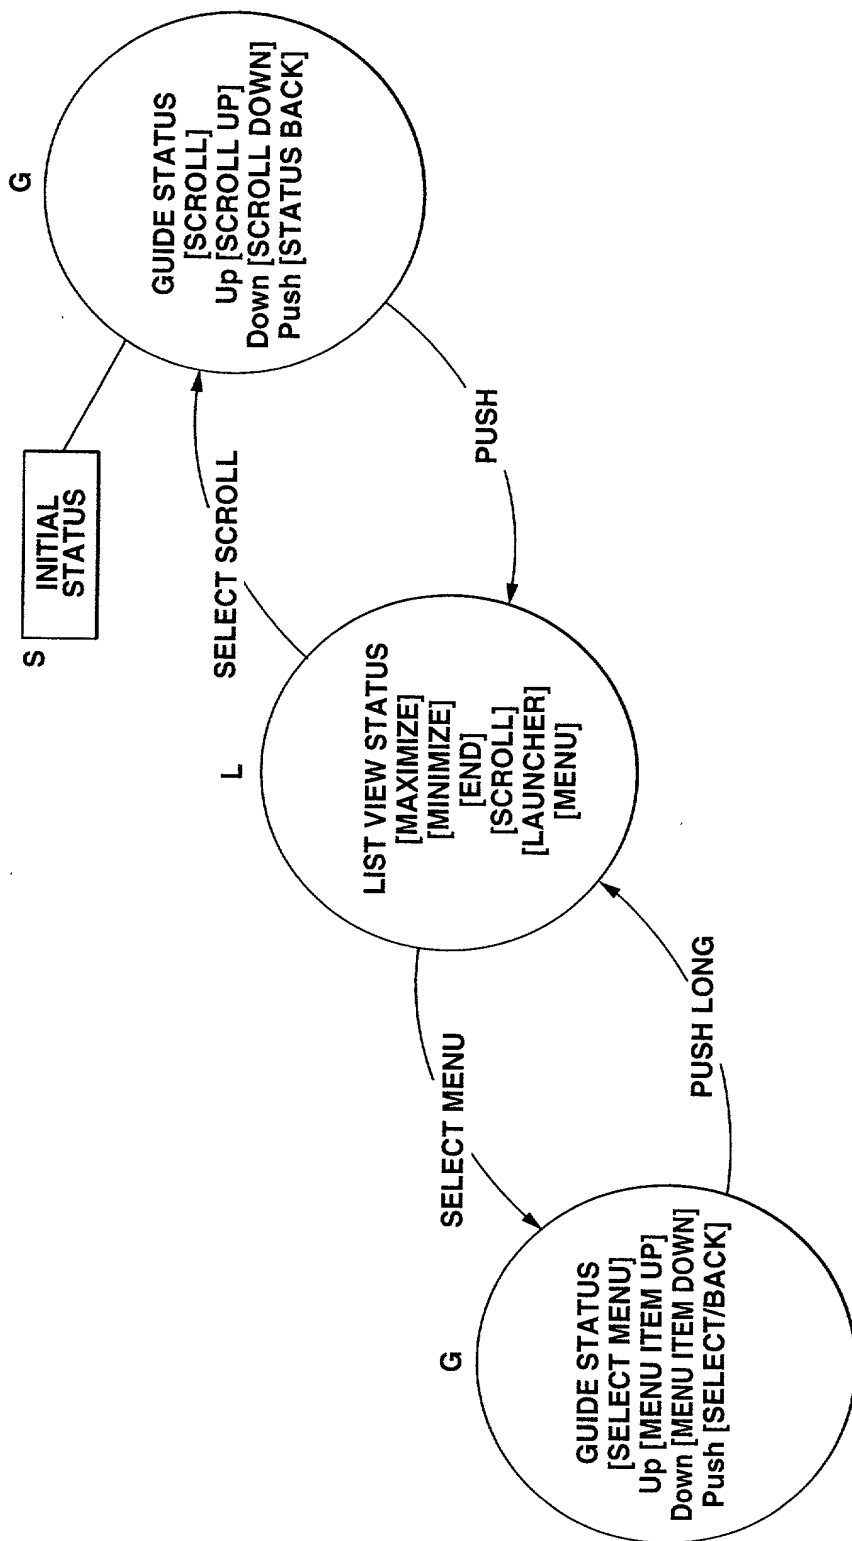 S
INITIAL
STATUS
G
GUIDE STATUS
[SCROLL]
Up [SCROLL UP]
Down [SCROLL DOWN]
Push [STATUS BACK]
SELECT SCROLL
PUSH
L
LIST VIEW STATUS
[MAXIMIZE]
[MINIMIZE]
[END]
[SCROLL]
[LAUNCHER]
[MENU]
SELECT MENU
PUSH LONG
G
GUIDE STATUS
[SELECT MENU]
Up [MENU ITEM UP]
Down [MENU ITEM DOWN]
Push [SELECT/BACK]